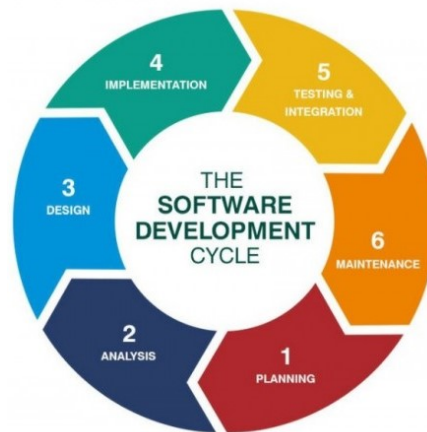 THE
SOFTWARE
DEVELOPMENT
CYCLE
1
PLANNING
2
ANALYSIS
3
DESIGN
4
IMPLEMENTATION
5
TESTING &
INTEGRATION
6
MAINTENANCE